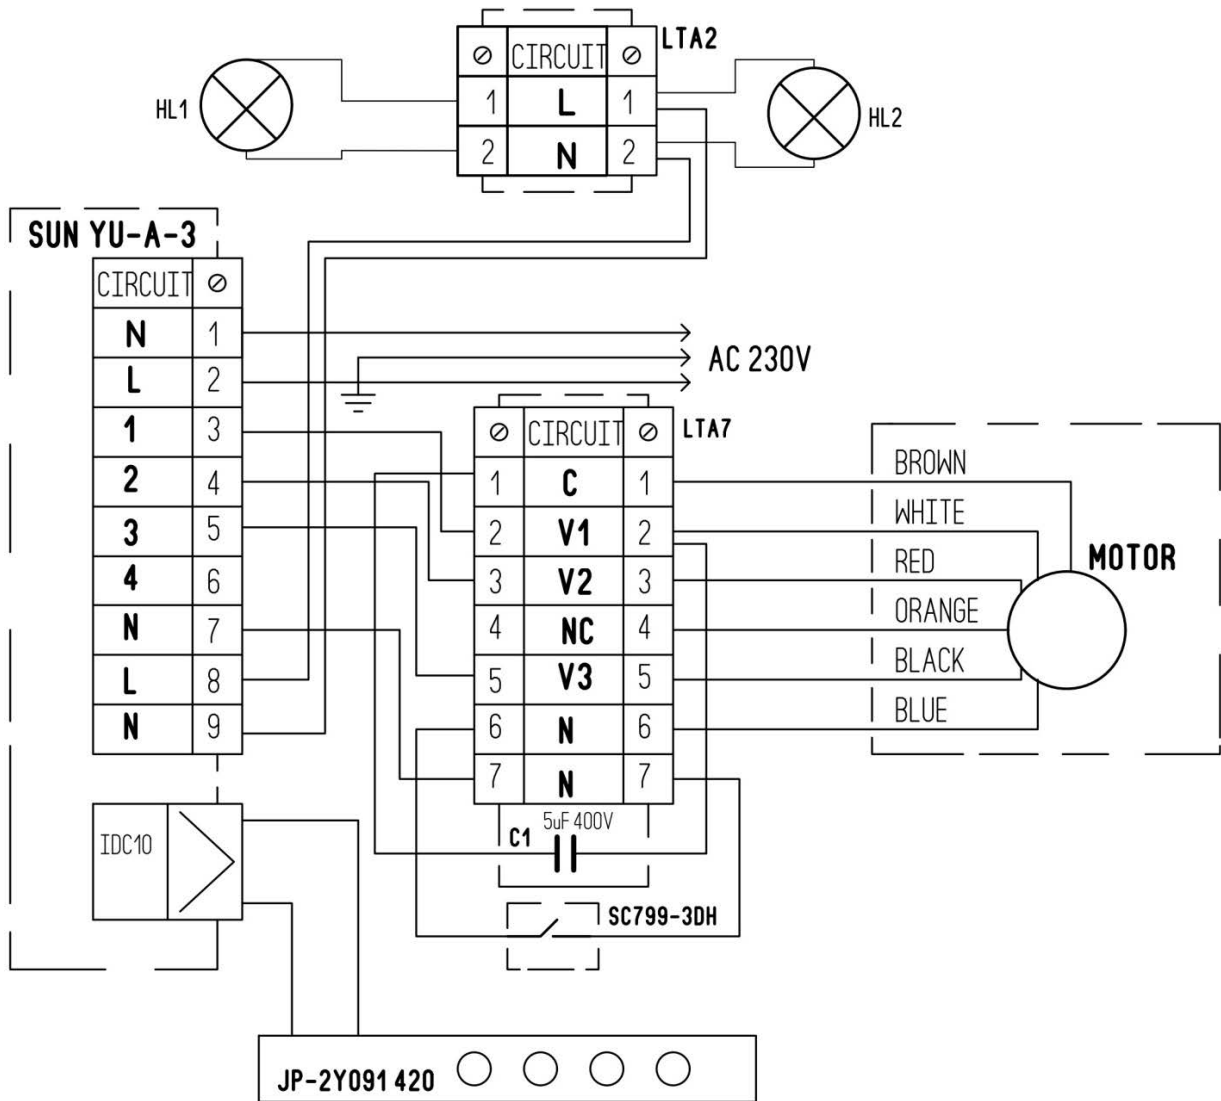 LTA2
CIRCUIT
1 L 1
2 N 2
HL1
HL2
SUN YU-A-3
CIRCUIT
N 1
L 2
1 3
2 4
3 5
4 6
N 7
L 8
N 9
AC 230V
LTA7
CIRCUIT
1 C 1
2 V1 2
3 V2 3
4 NC 4
5 V3 5
6 N 6
7 N 7
BROWN
WHITE
RED
ORANGE
BLACK
BLUE
MOTOR
5uF 400V
C1
IDC10
SC799-3DH
JP-2Y091 420